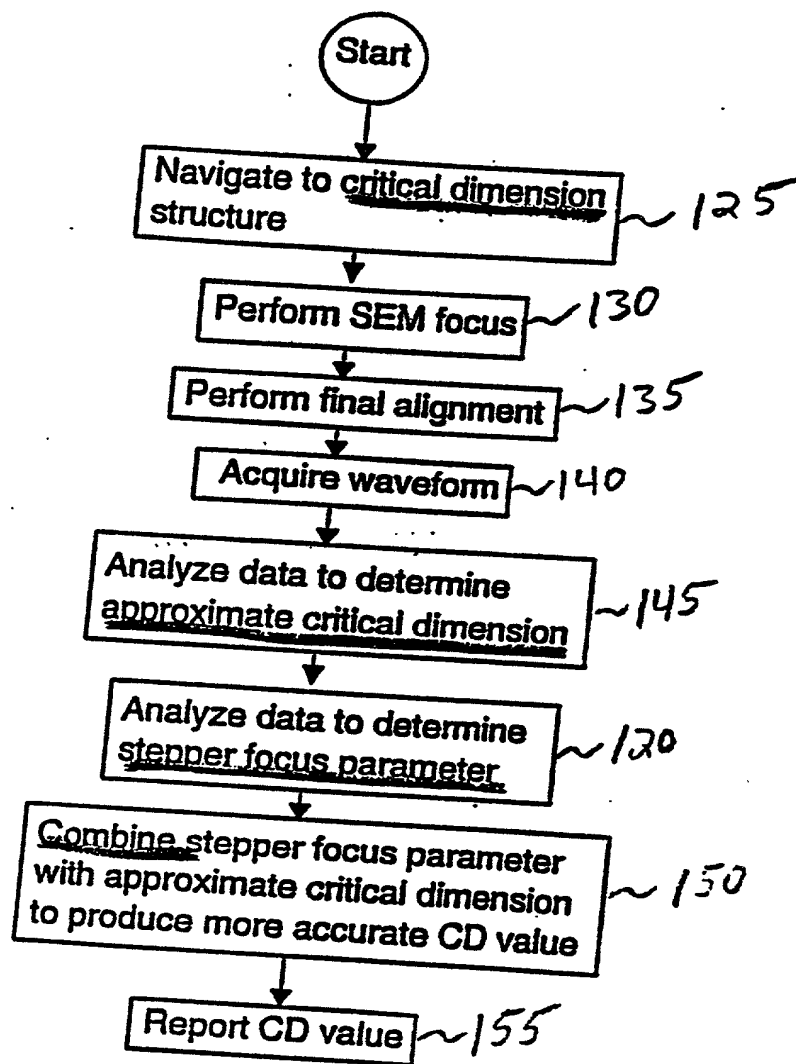 Start
Navigate to critical dimension
structure
125
Perform SEM focus
130
Perform final alignment
135
Acquire waveform
140
Analyze data to determine
approximate critical dimension
145
Analyze data to determine
stepper focus parameter
120
Combine stepper focus parameter
with approximate critical dimension
to produce more accurate CD value
150
Report CD value
155